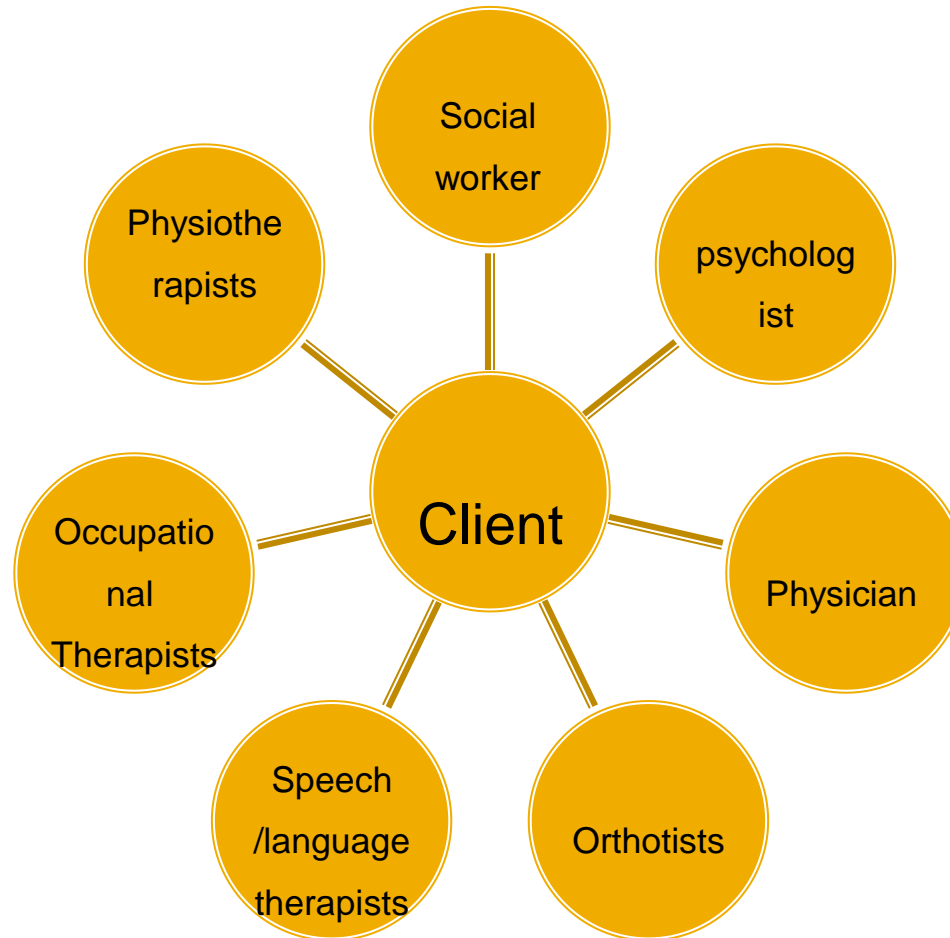 Social
worker
psycholog
ist
Physician
Orthotists
Speech
/language
therapists
Occupatio
nal
Therapists
Physiothe
rapists
Client